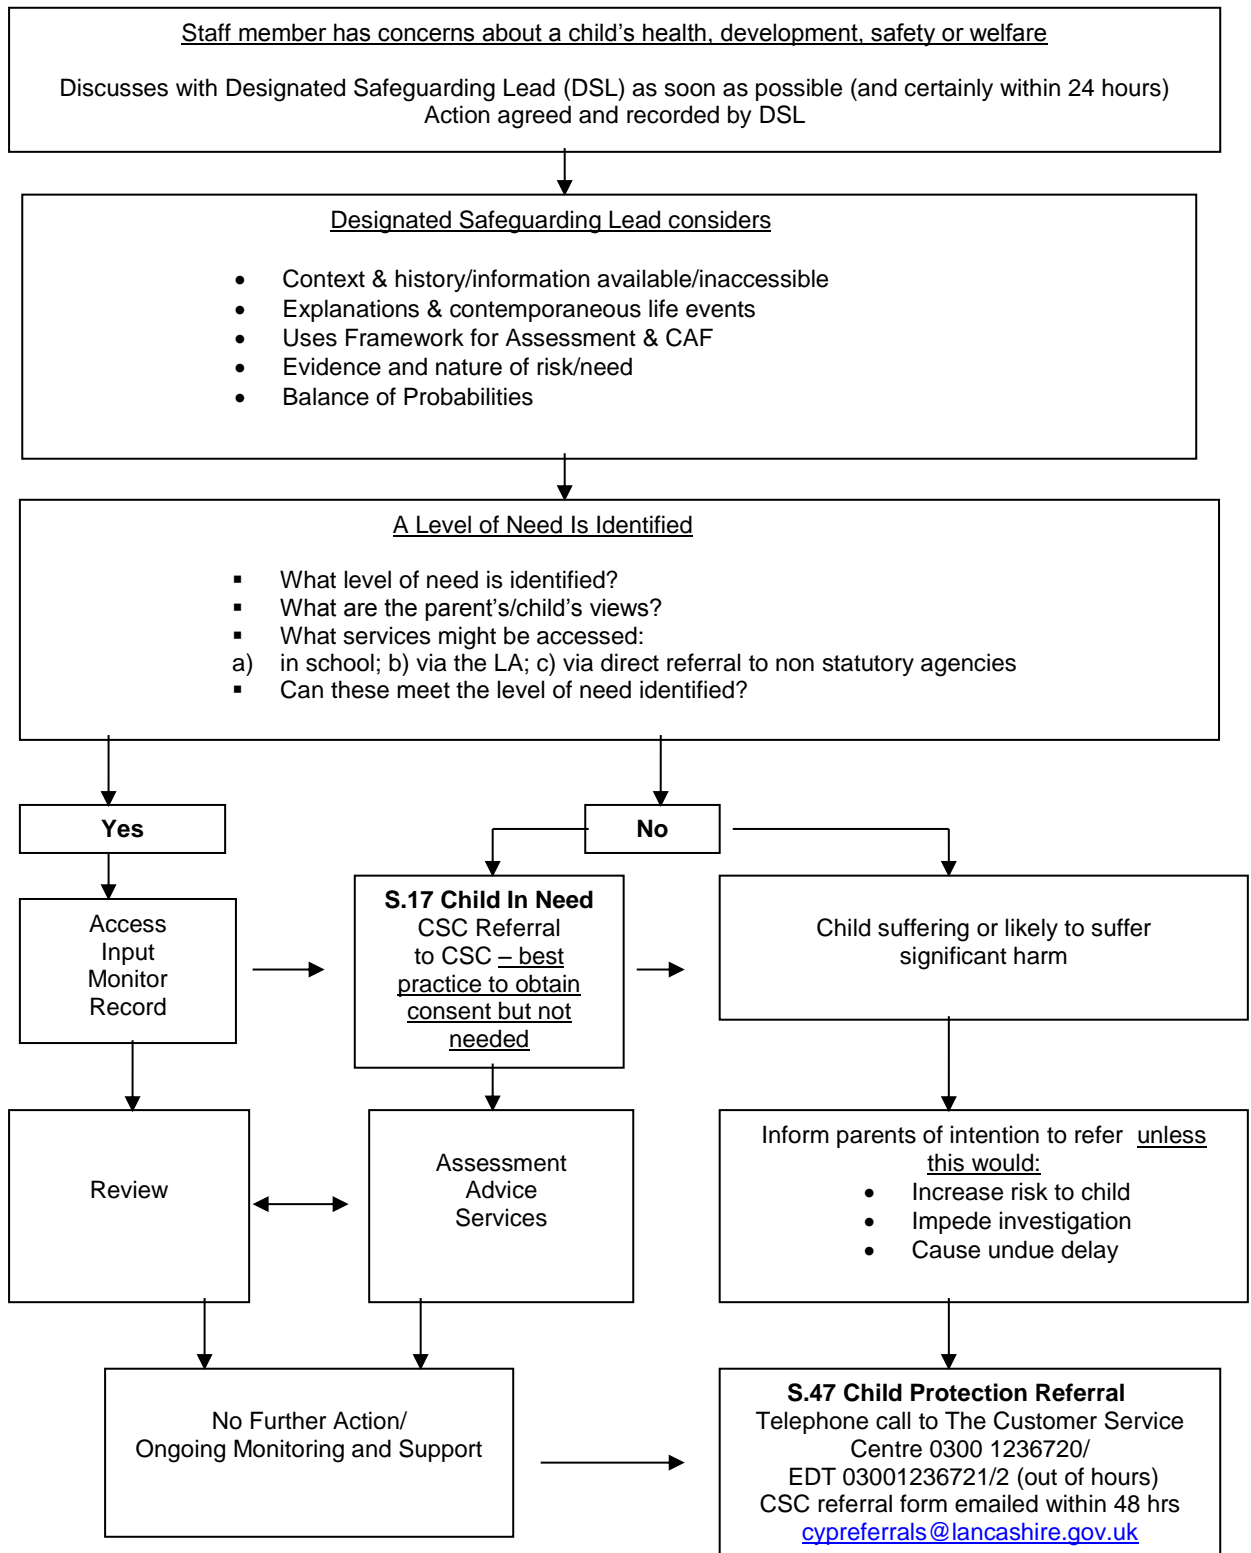 Staff member has concerns about a child's health, development, safety or welfare
Discusses with Designated Safeguarding Lead (DSL) as soon as possible (and certainly within 24 hours)
Action agreed and recorded by DSL
Designated Safeguarding Lead considers
• Context & history/information available/inaccessible
• Explanations & contemporaneous life events
• Uses Framework for Assessment & CAF
• Evidence and nature of risk/need
• Balance of Probabilities
A Level of Need Is Identified
▪ What level of need is identified?
▪ What are the parent's/child's views?
▪ What services might be accessed:
a) in school; b) via the LA; c) via direct referral to non statutory agencies
▪ Can these meet the level of need identified?
Yes
No
Access
Input
Monitor
Record
S.17 Child In Need
CSC Referral
to CSC – best
practice to obtain
consent but not
needed
Child suffering or likely to suffer
significant harm
Review
Assessment
Advice
Services
Inform parents of intention to refer unless
this would:
• Increase risk to child
• Impede investigation
• Cause undue delay
No Further Action/
Ongoing Monitoring and Support
S.47 Child Protection Referral
Telephone call to The Customer Service
Centre 0300 1236720/
EDT 03001236721/2 (out of hours)
CSC referral form emailed within 48 hrs
cypreferrals@lancashire.gov.uk